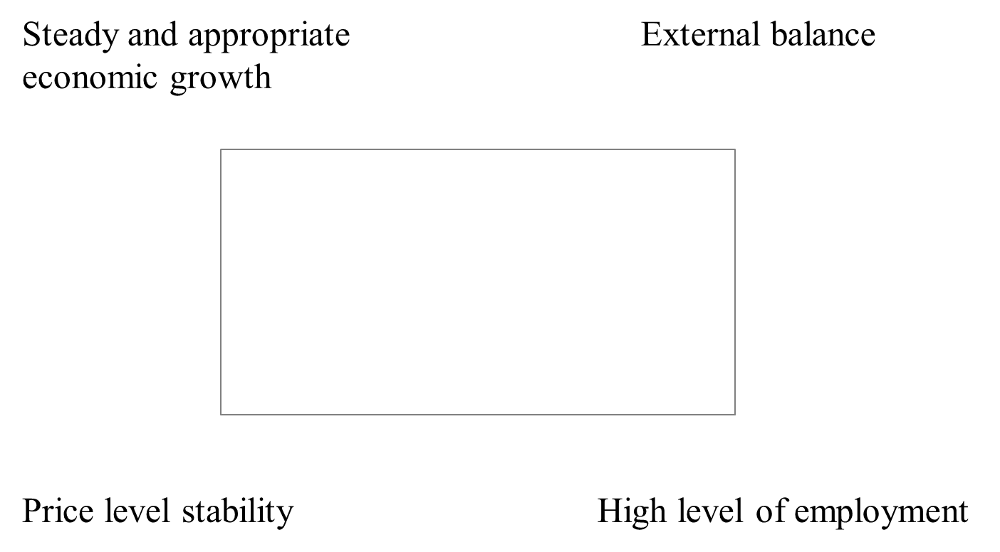 Steady and appropriate
economic growth
External balance
Price level stability
High level of employment